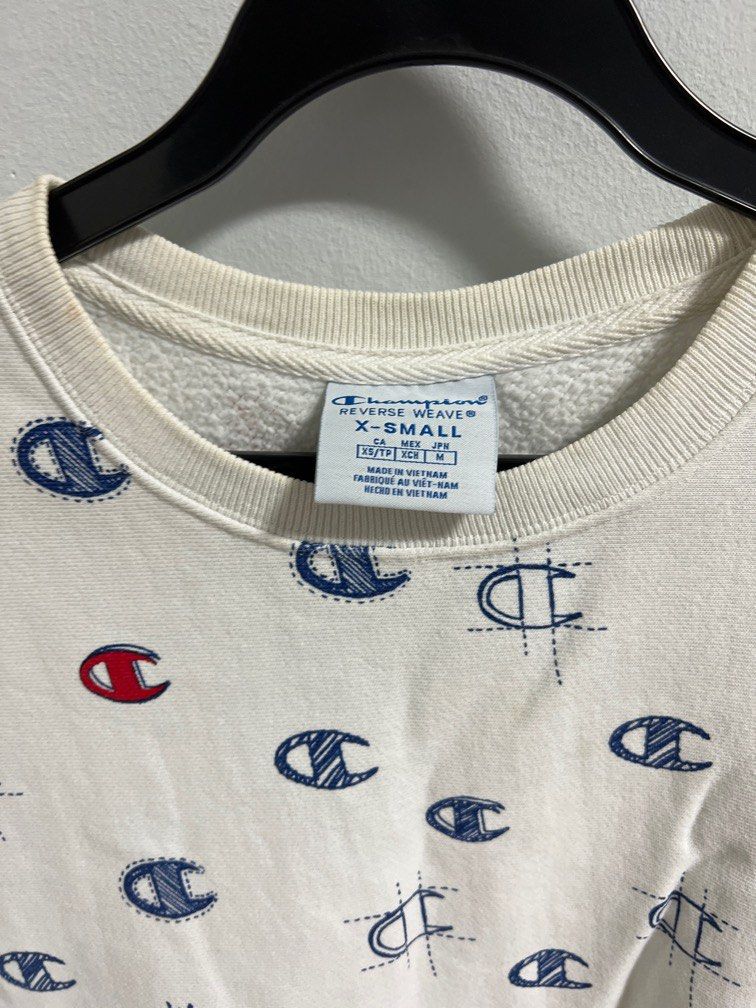 Champion®
REVERSE WEAVE®
X-SMALL
CA MEX JPN
XS/TP XCH M
MADE IN VIETNAM
FABRIQUÉ AU VIÊT-NAM
HECHO EN VIETNAM